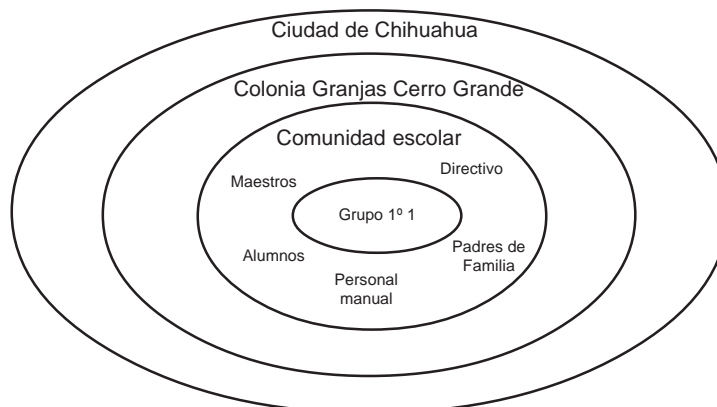 Ciudad de Chihuahua
Colonia Granjas Cerro Grande
Comunidad escolar
Maestros
Directivo
Grupo 1º 1
Alumnos
Padres de
Familia
Personal
manual